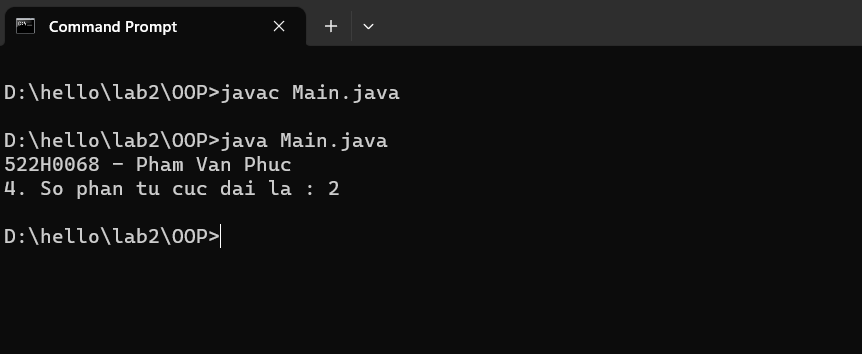 Command Prompt
D:\hello\lab2\OOP>javac Main.java
D:\hello\lab2\OOP>java Main.java
522H0068 - Pham Van Phuc
4. So phan tu cuc dai la : 2
D:\hello\lab2\OOP>